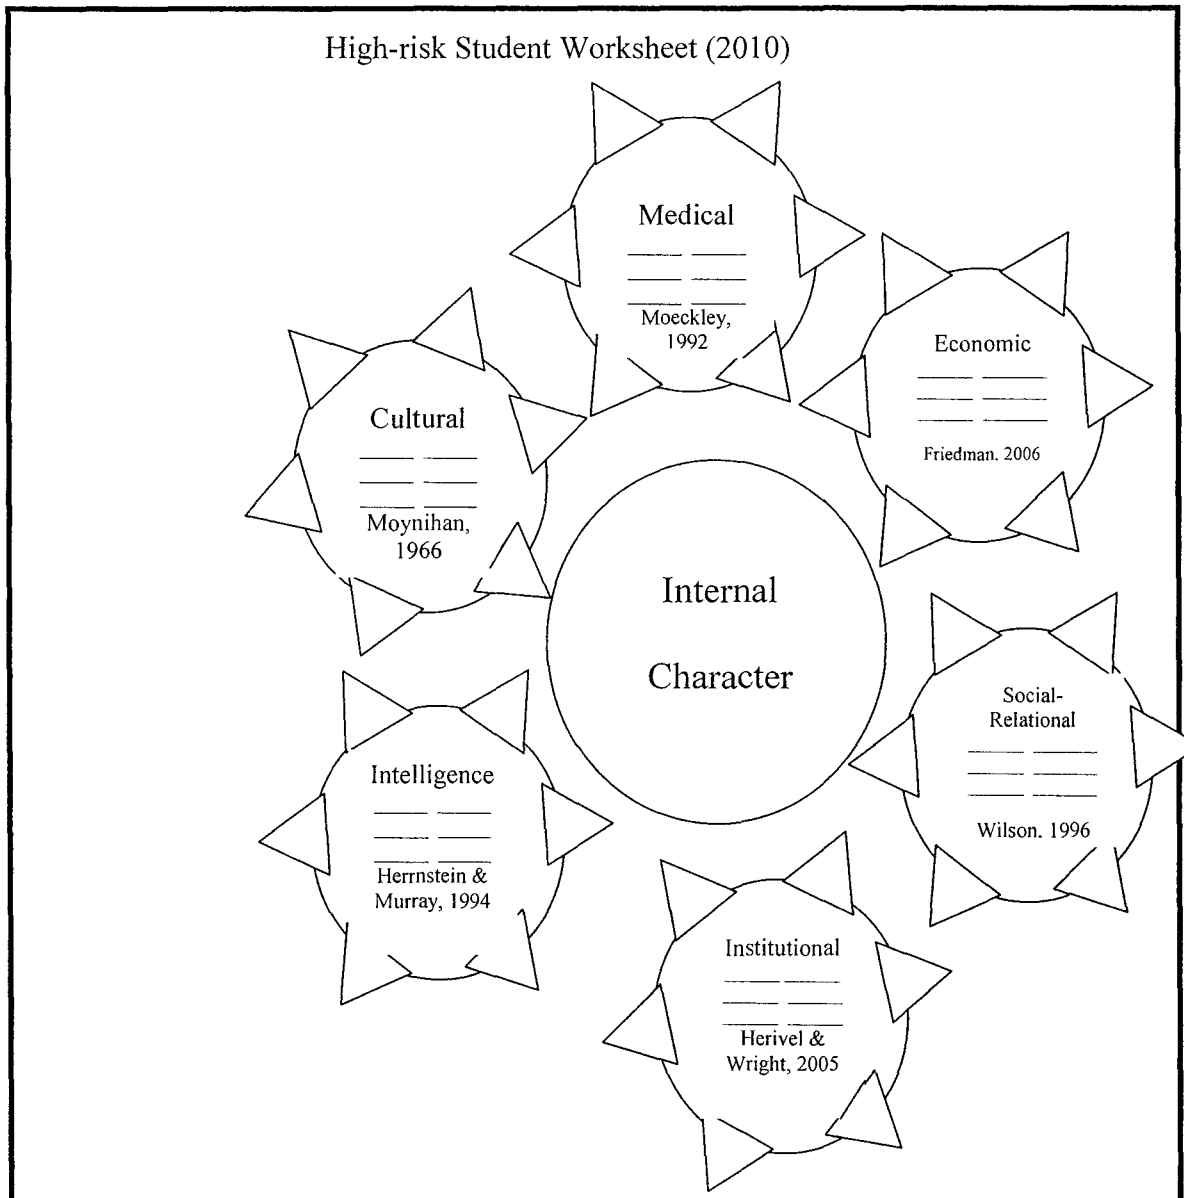 High-risk Student Worksheet (2010)
Medical
Moeckley,
1992
Economic
Friedman. 2006
Cultural
Moynihan,
1966
Internal
Character
Social-
Relational
Wilson. 1996
Intelligence
Herrnstein &
Murray, 1994
Institutional
Herivel &
Wright, 2005